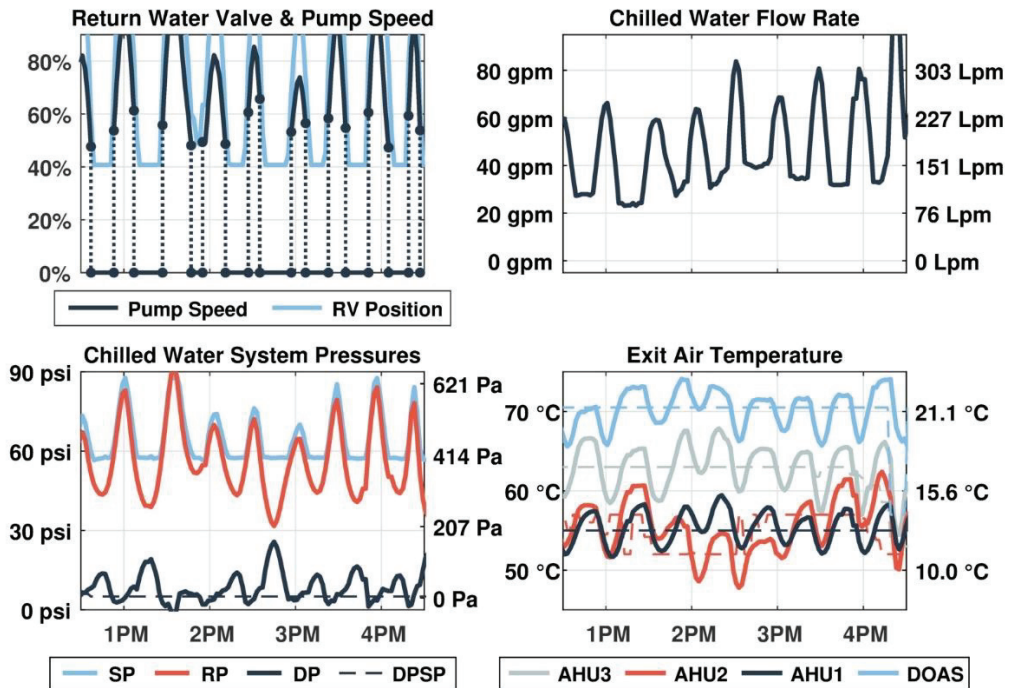 Return Water Valve & Pump Speed
80%
60%
40%
20%
0%
Pump Speed
RV Position
Chilled Water Flow Rate
80 gpm
60 gpm
40 gpm
20 gpm
0 gpm
303 Lpm
227 Lpm
151 Lpm
76 Lpm
0 Lpm
Chilled Water System Pressures
90 psi
60 psi
30 psi
0 psi
621 Pa
414 Pa
207 Pa
0 Pa
1PM 2PM 3PM 4PM
SP RP DP DPSP
Exit Air Temperature
70 °C
60 °C
50 °C
21.1 °C
15.6 °C
10.0 °C
1PM 2PM 3PM 4PM
AHU3 AHU2 AHU1 DOAS